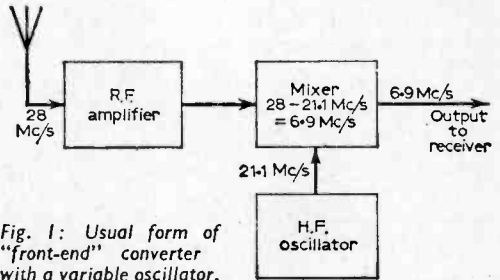 28
Mc/s
R.F.
amplifier
Mixer
28 – 21·1 Mc/s
= 6·9 Mc/s
6·9 Mc/s
Output
to
receiver
21·1 Mc/s
H.F.
oscillator
Fig. 1: Usual form of
"front-end" converter
with a variable oscillator.